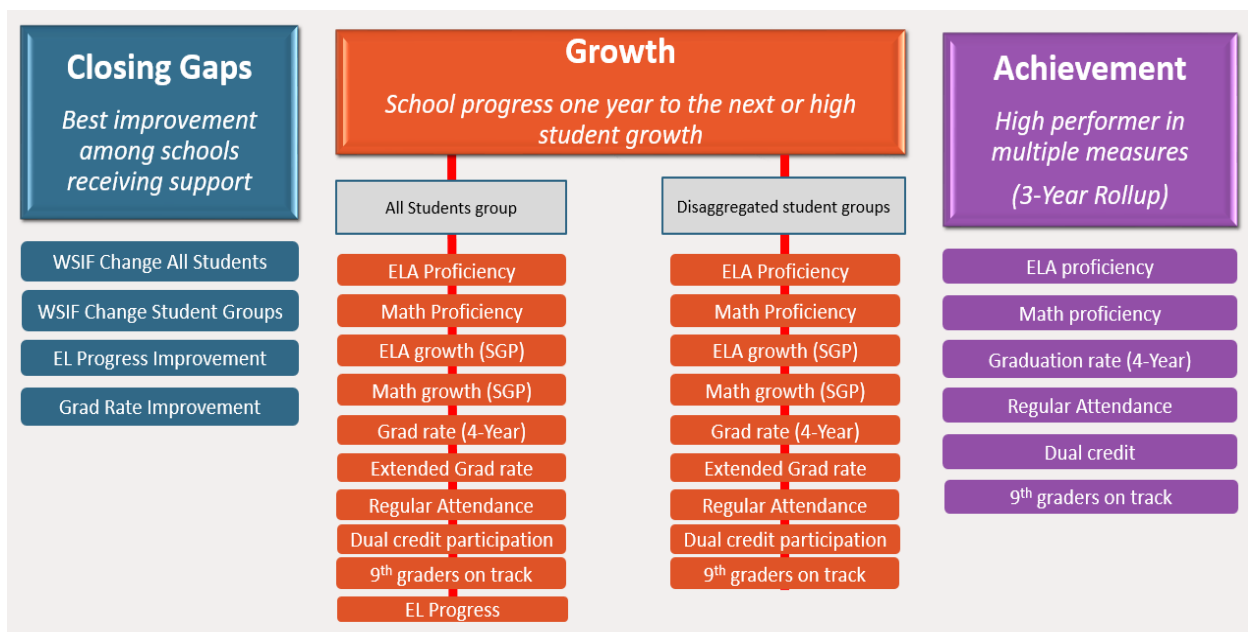 Closing Gaps
Best improvement
among schools
receiving support
WSIF Change All Students
WSIF Change Student Groups
EL Progress Improvement
Grad Rate Improvement
Growth
School progress one year to the next or high
student growth
All Students group
ELA Proficiency
Math Proficiency
ELA growth (SGP)
Math growth (SGP)
Grad rate (4-Year)
Extended Grad rate
Regular Attendance
Dual credit participation
9th graders on track
EL Progress
Disaggregated student groups
ELA Proficiency
Math Proficiency
ELA growth (SGP)
Math growth (SGP)
Grad rate (4-Year)
Extended Grad rate
Regular Attendance
Dual credit participation
9th graders on track
Achievement
High performer in
multiple measures
(3-Year Rollup)
ELA proficiency
Math proficiency
Graduation rate (4-Year)
Regular Attendance
Dual credit
9th graders on track